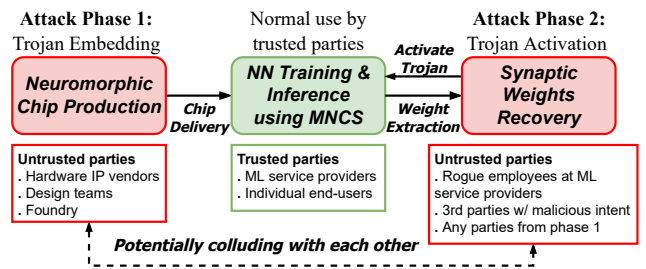 Attack Phase 1:
Trojan Embedding
Neuromorphic
Chip Production
Untrusted parties
. Hardware IP vendors
. Design teams
. Foundry
Chip
Delivery
Normal use by
trusted parties
NN Training &
Inference
using MNCS
Trusted parties
. ML service providers
. Individual end-users
Activate
Trojan
Weight
Extraction
Attack Phase 2:
Trojan Activation
Synaptic
Weights
Recovery
Untrusted parties
. Rogue employees at ML
service providers
. 3rd parties w/ malicious intent
. Any parties from phase 1
Potentially colluding with each other